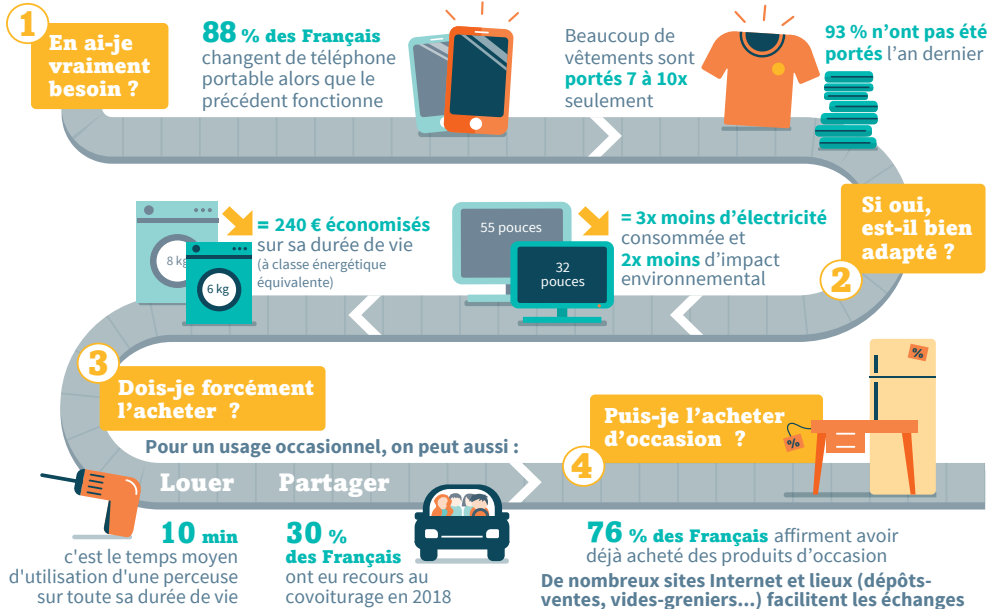 1
En ai-je
vraiment
besoin ?
88 % des Français
changent de téléphone
portable alors que le
précédent fonctionne
Beaucoup de
vêtements sont
portés 7 à 10x
seulement
93 % n'ont pas été
portés l'an dernier
Si oui,
est-il bien
adapté ?
2
55 pouces
32
pouces
= 3x moins d'électricité
consommée et
2x moins d'impact
environnemental
8 kg
6 kg
= 240 € économisés
sur sa durée de vie
(à classe énergétique
équivalente)
3
Dois-je forcément
l'acheter ?
Pour un usage occasionnel, on peut aussi :
Louer
Partager
10 min
c'est le temps moyen
d'utilisation d'une perceuse
sur toute sa durée de vie
30 %
des Français
ont eu recours au
covoiturage en 2018
Puis-je l'acheter
d'occasion ?
4
%
%
76 % des Français affirment avoir
déjà acheté des produits d'occasion
De nombreux sites Internet et lieux (dépôts-
ventes, vides-greniers...) facilitent les échanges